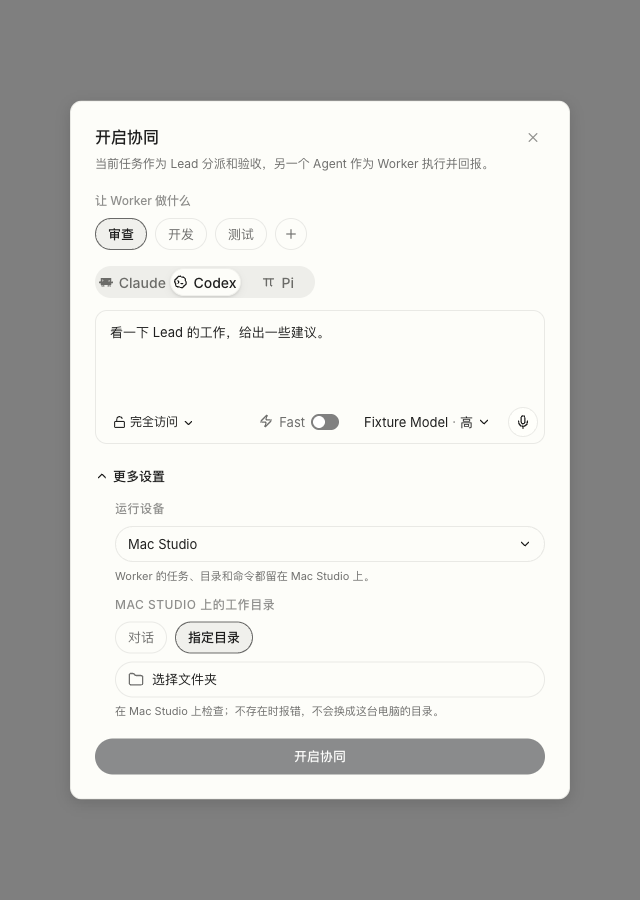 开启协同
当前任务作为 Lead 分派和验收，另一个 Agent 作为 Worker 执行并回报。
让 Worker 做什么
审查 开发 测试
Claude Codex Pi
看一下 Lead 的工作，给出一些建议。
完全访问 Fast Fixture Model · 高
更多设置
运行设备
Mac Studio
Worker 的任务、目录和命令都留在 Mac Studio 上。
MAC STUDIO 上的工作目录
对话 指定目录
选择文件夹
在 Mac Studio 上检查；不存在时报错，不会换成这台电脑的目录。
开启协同